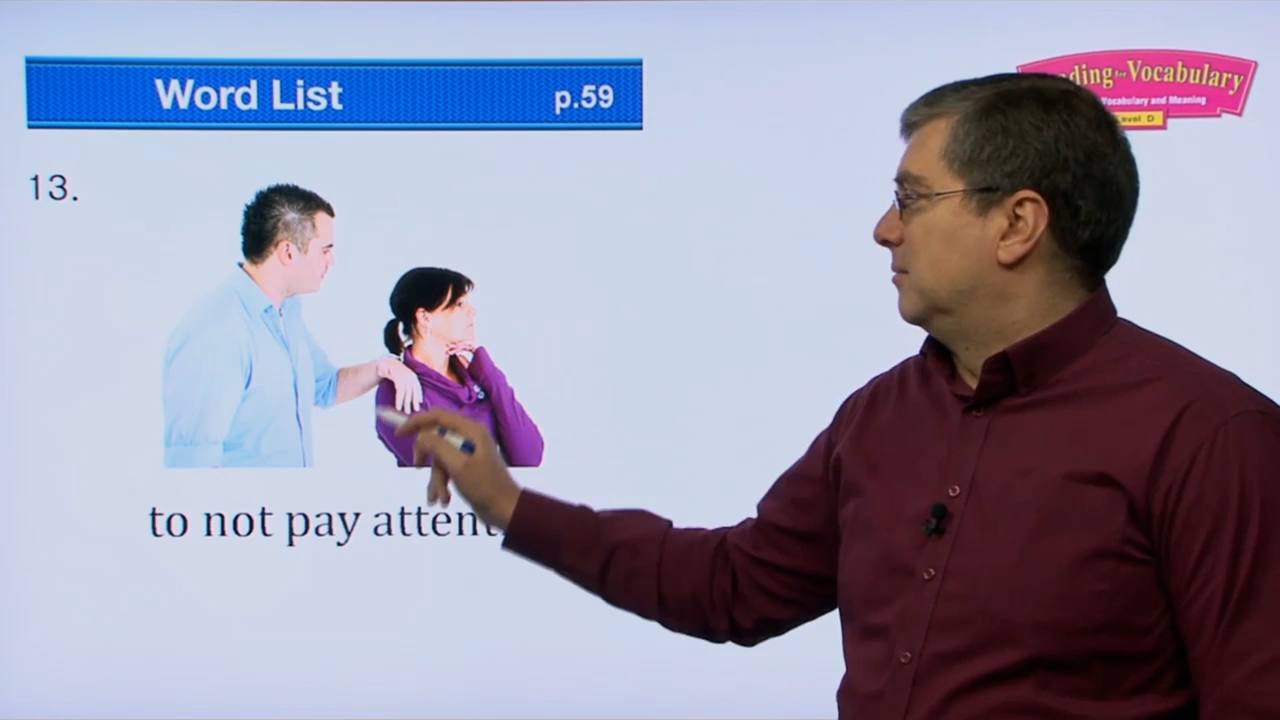 Word List
p.59
Vocabulary
Vocabulary and Meaning
D
13.
to not pay